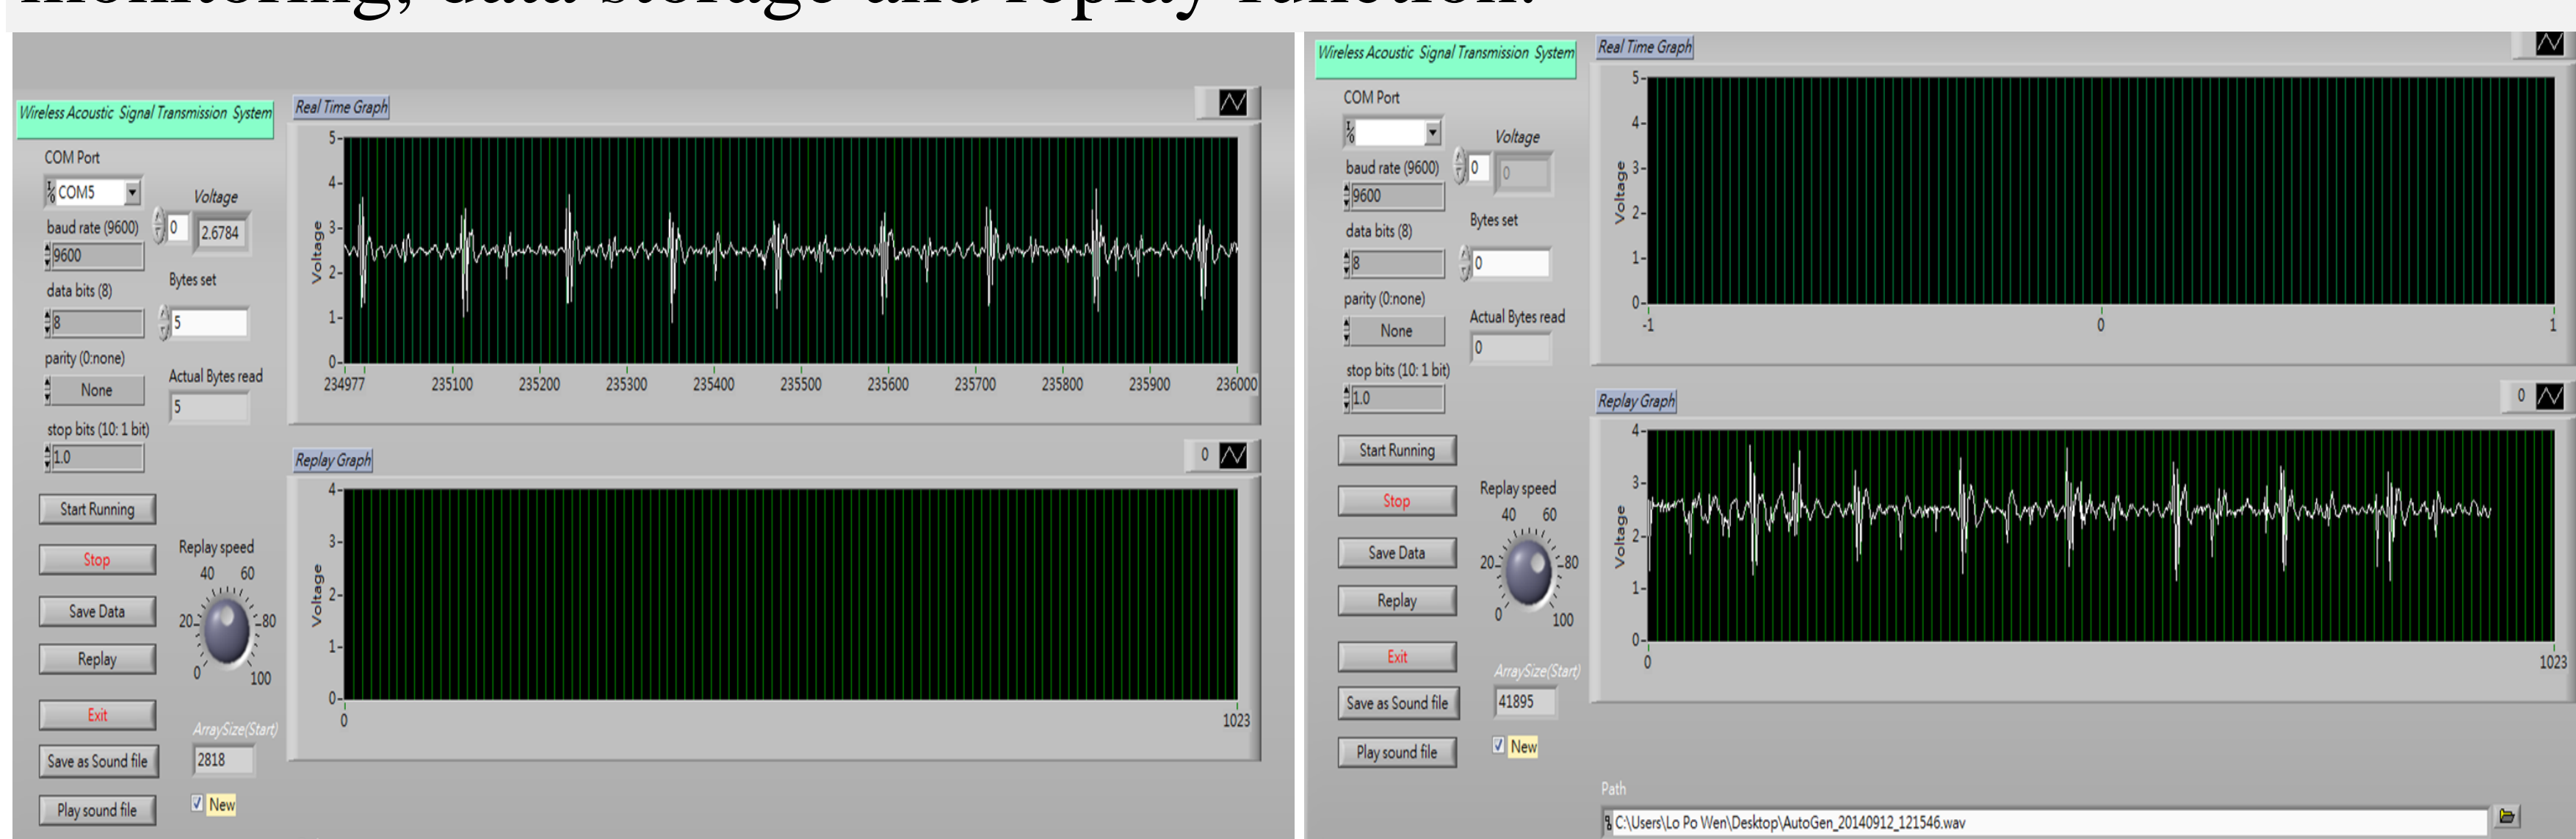 monitoring, data storage and replay function.
Wireless Acoustic Signal Transmission System
COM Port
COM5
baud rate (9600)
9600
data bits (8)
8
parity (0:none)
None
stop bits (10: 1 bit)
1.0
Voltage
0
2.6784
Bytes set
5
Actual Bytes read
5
Start Running
Stop
Save Data
Replay
Exit
Save as Sound file
Play sound file
Replay speed
40 60
20 80
0 100
ArraySize(Start)
2818
New
Real Time Graph
Voltage
5
4
3
2
1
0
234977 235100 235200 235300 235400 235500 235600 235700 235800 235900 236000
Replay Graph
0
Voltage
4
3
2
1
0
0 1023
Wireless Acoustic Signal Transmission System
COM Port
baud rate (9600)
9600
data bits (8)
8
parity (0:none)
None
stop bits (10: 1 bit)
1.0
Voltage
0
0
Bytes set
0
Actual Bytes read
0
Start Running
Stop
Save Data
Replay
Exit
Save as Sound file
Play sound file
Replay speed
40 60
20 80
0 100
ArraySize(Start)
41895
New
Real Time Graph
Voltage
5
4
3
2
1
0
-1 0 1
Replay Graph
0
Voltage
4
3
2
1
0
0 1023
Path
C:\Users\Lo Po Wen\Desktop\AutoGen_20140912_121546.wav